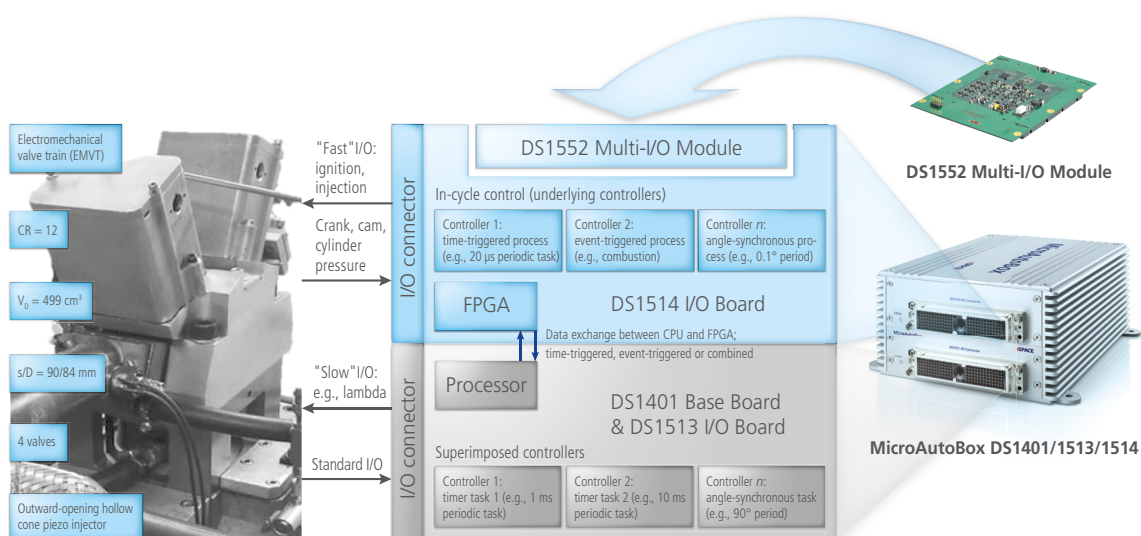 Electromechanical
valve train (EMVT)
CR = 12
V_D = 499 cm³
s/D = 90/84 mm
4 valves
Outward-opening hollow
cone piezo injector
"Fast"I/O:
ignition,
injection
Crank, cam,
cylinder
pressure
"Slow"I/O:
e.g., lambda
Standard I/O
I/O connector
I/O connector
DS1552 Multi-I/O Module
In-cycle control (underlying controllers)
Controller 1:
time-triggered process
(e.g., 20 µs periodic task)
Controller 2:
event-triggered process
(e.g., combustion)
Controller n:
angle-synchronous pro-
cess (e.g., 0.1° period)
FPGA
DS1514 I/O Board
Data exchange between CPU and FPGA;
time-triggered, event-triggered or combined
Processor
DS1401 Base Board
& DS1513 I/O Board
Superimposed controllers
Controller 1:
timer task 1 (e.g., 1 ms
periodic task)
Controller 2:
timer task 2 (e.g., 10 ms
periodic task)
Controller n:
angle-synchronous task
(e.g., 90° period)
DS1552 Multi-I/O Module
MicroAutoBox
dSPACE
MicroAutoBox DS1401/1513/1514